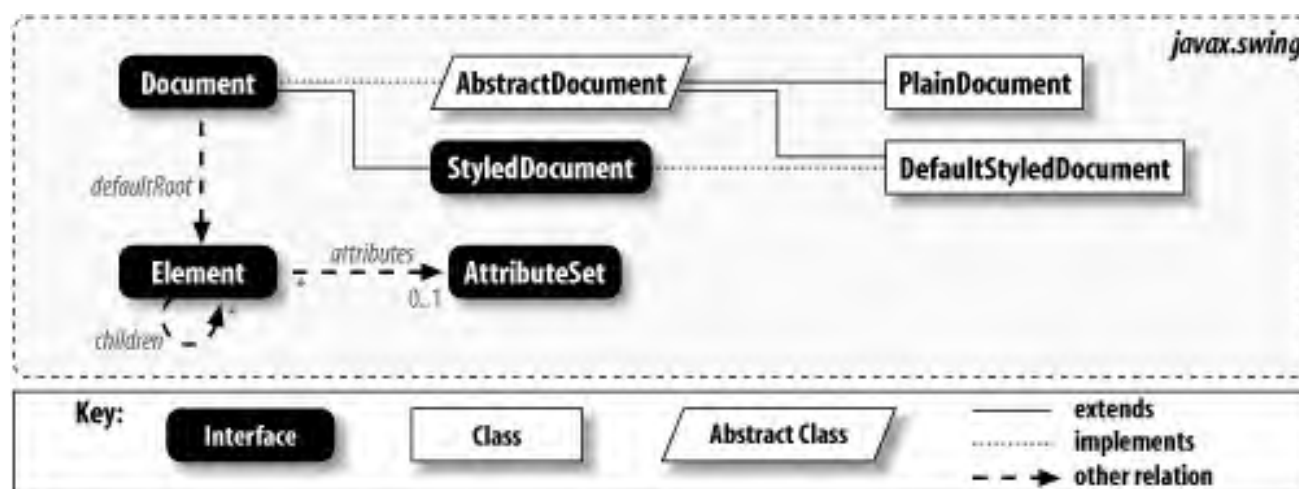 javax.swing
Document
AbstractDocument
PlainDocument
StyledDocument
DefaultStyledDocument
defaultRoot
Element
*
attributes
0...1
AttributeSet
*
children
Key:
Interface
Class
Abstract Class
extends
implements
other relation